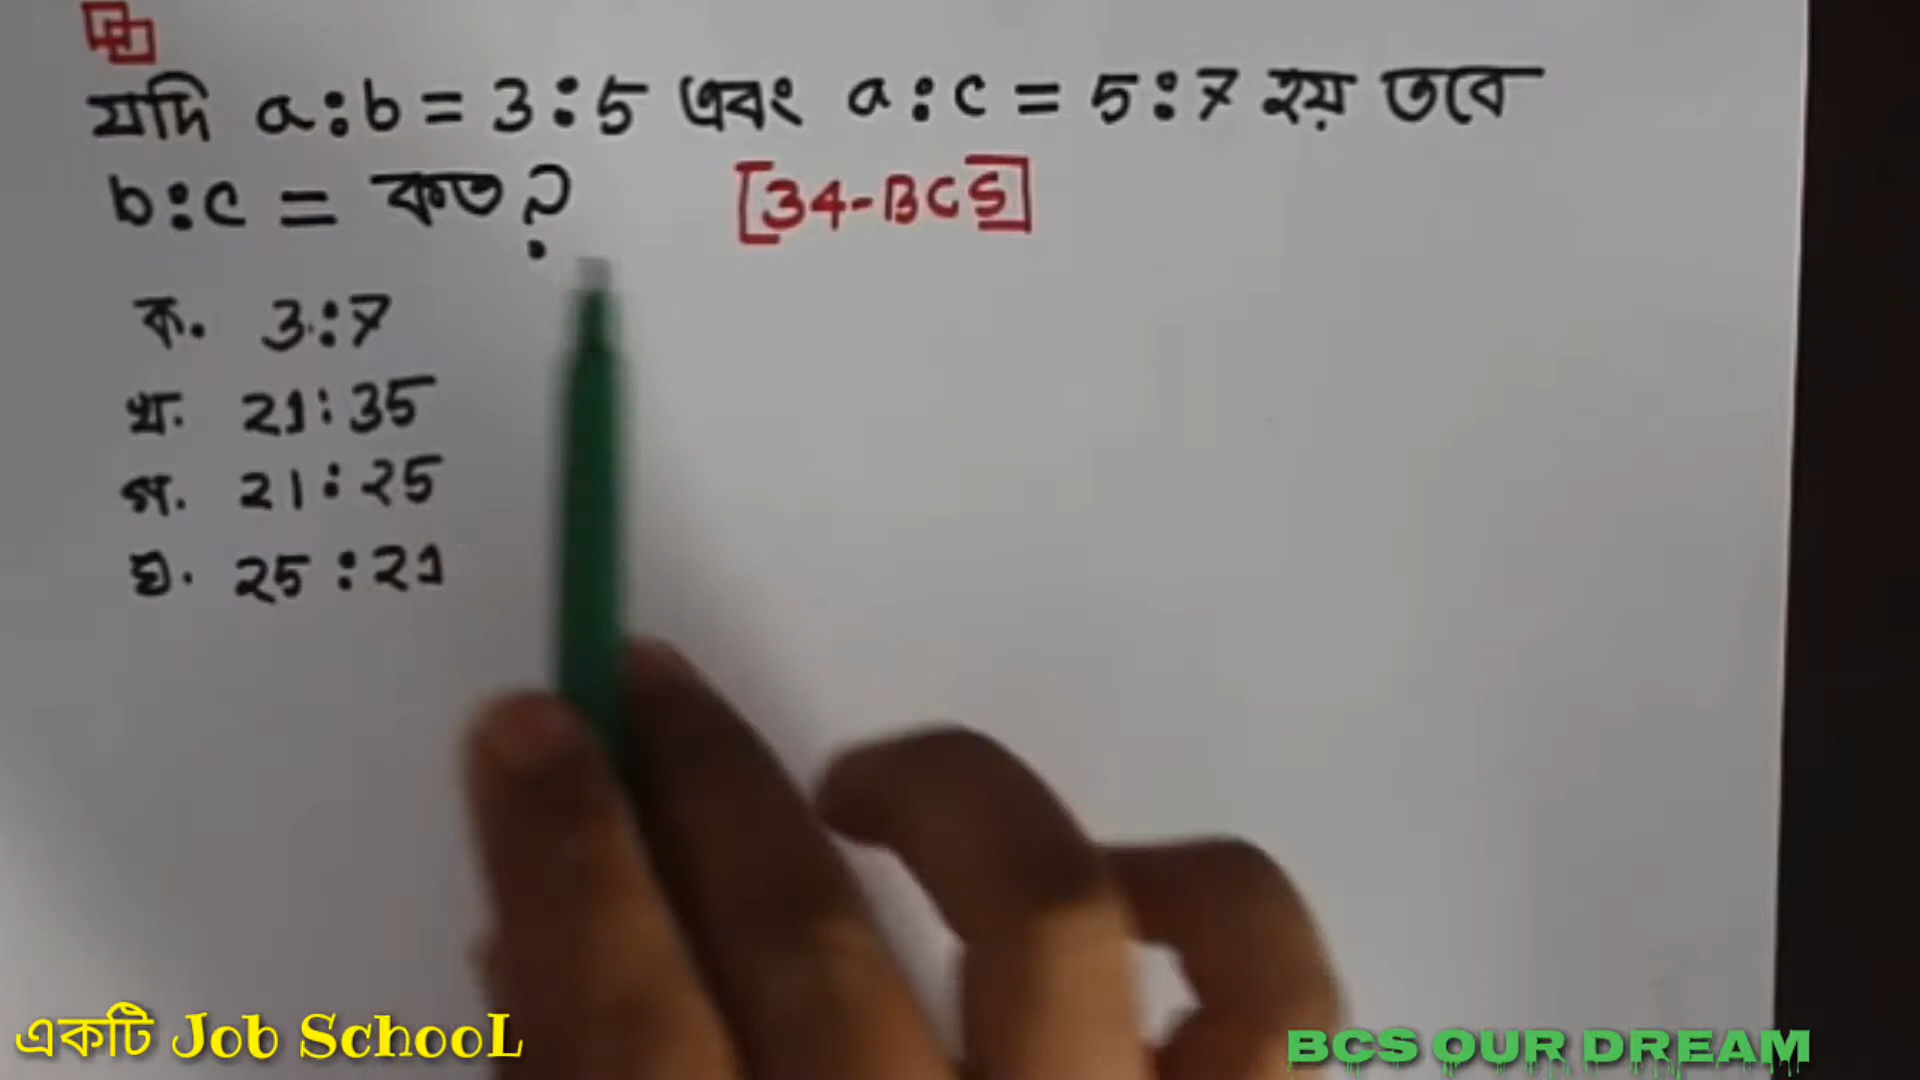 যদি a:b = 3:5 এবং a:c = 5:7 হয় তবে
b:c = কত? [34-BCS]
ক. 3:7
খ. 21:35
গ. 21:25
ঘ. 25:21
একটি Job SchooL
BCS OUR DREAM